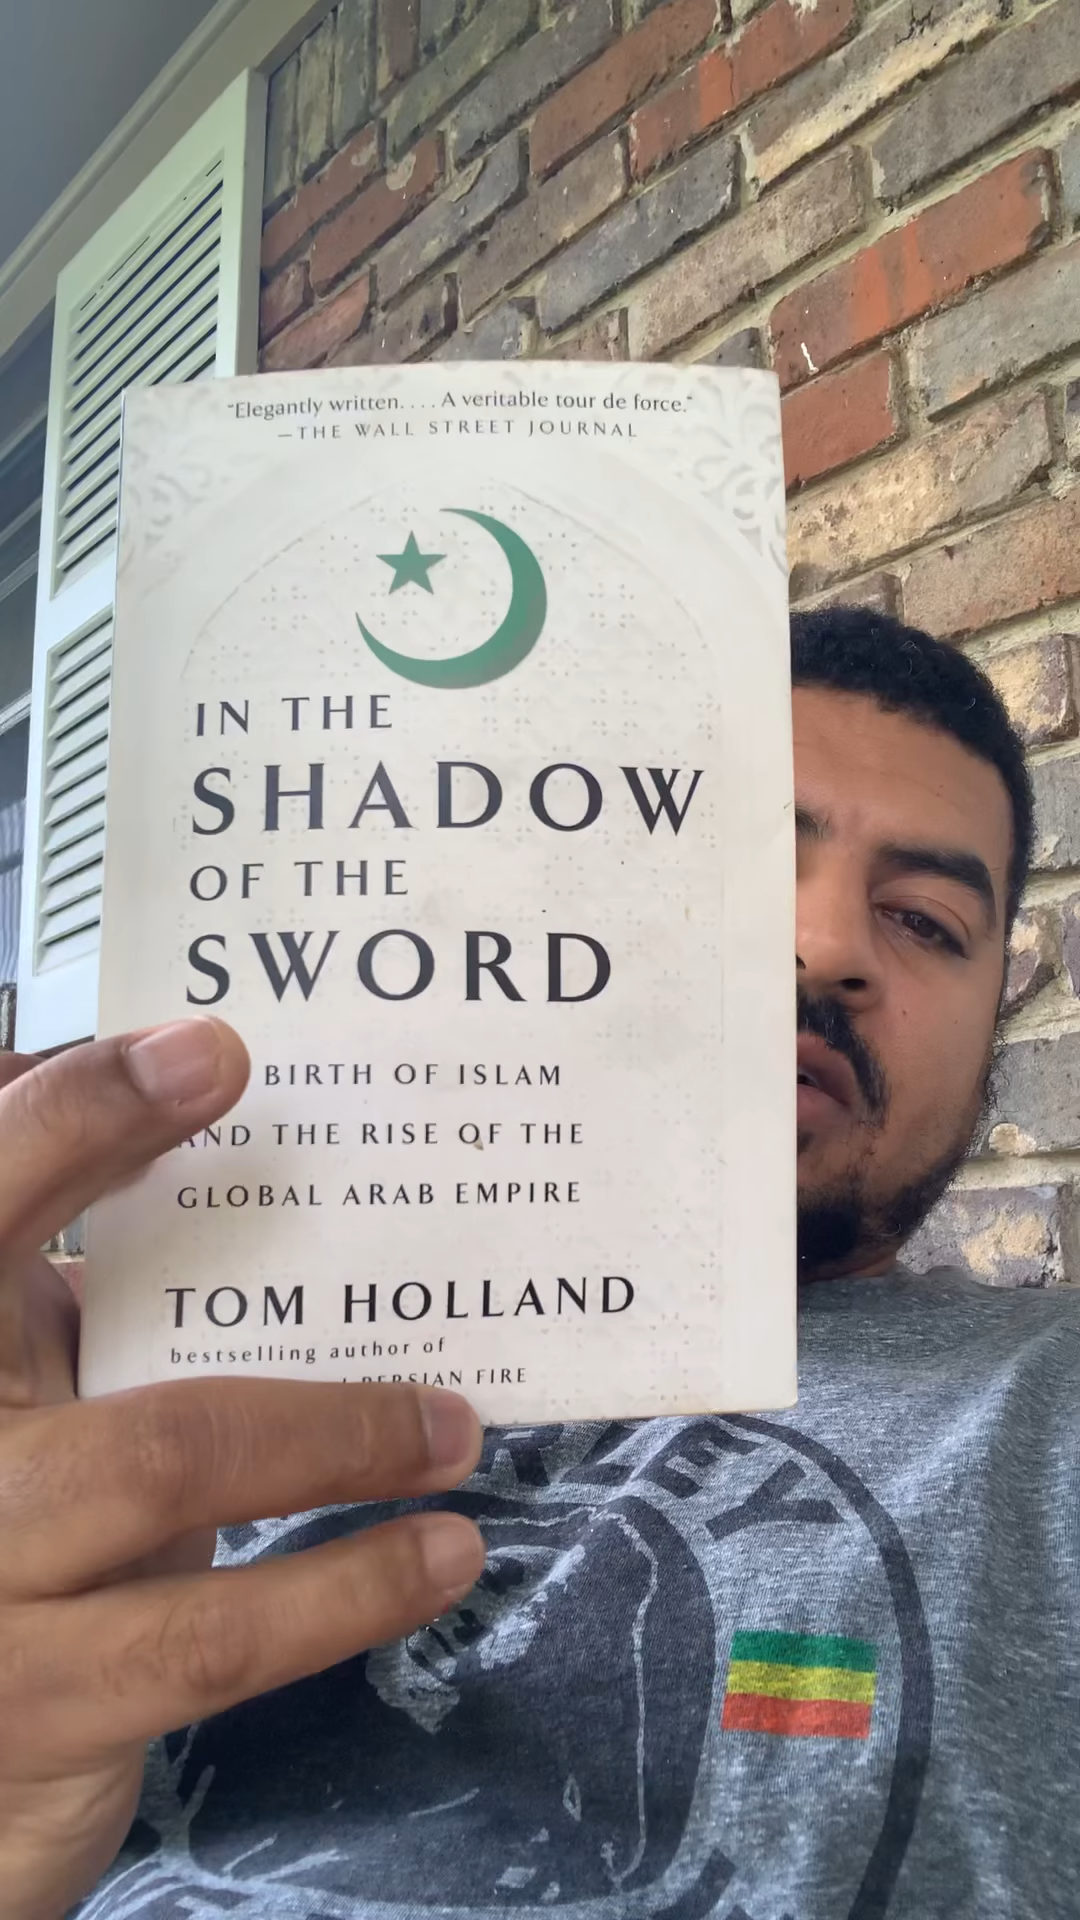 "Elegantly written. . . . A veritable tour de force."
—THE WALL STREET JOURNAL
IN THE
SHADOW
OF THE
SWORD
BIRTH OF ISLAM
AND THE RISE OF THE
GLOBAL ARAB EMPIRE
TOM HOLLAND
bestselling author of
PERSIAN FIRE